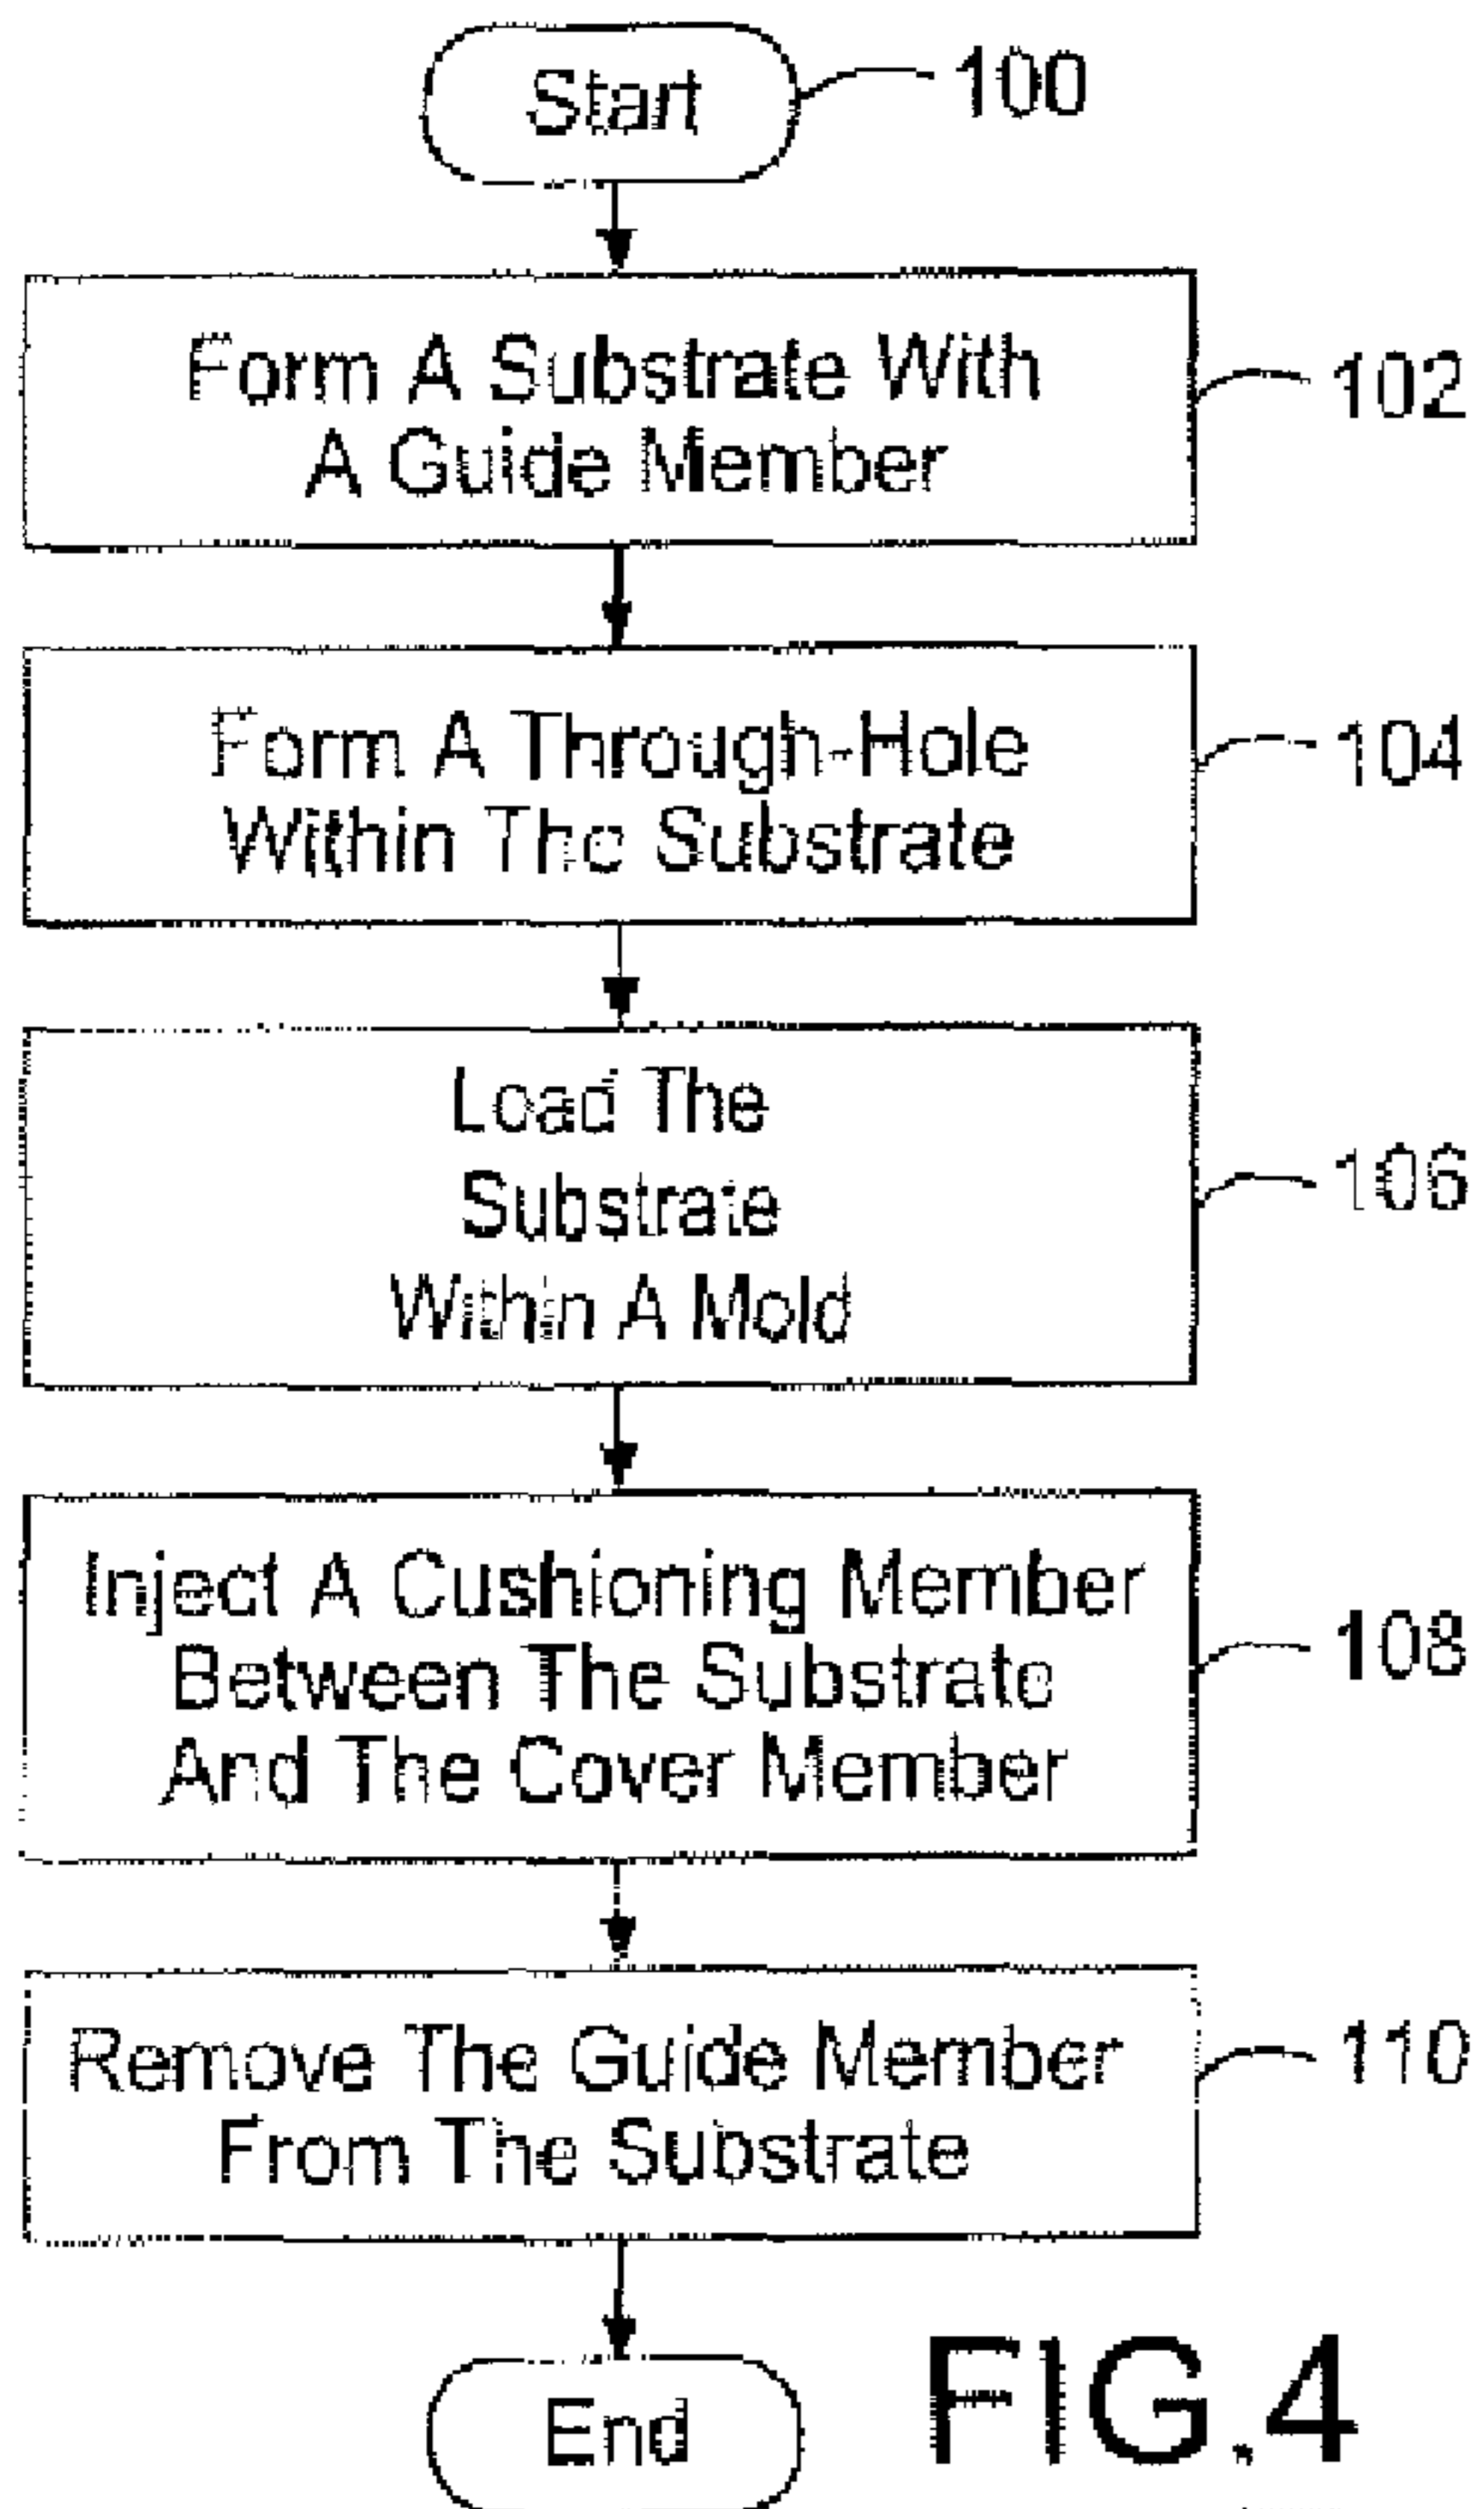 Start
100
Form A Substrate With
A Guide Member
102
Form A Through-Hole
Within The Substrate
104
Load The
Substrate
Within A Mold
106
Inject A Cushioning Member
Between The Substrate
And The Cover Member
108
Remove The Guide Member
From The Substrate
110
End
FIG.4